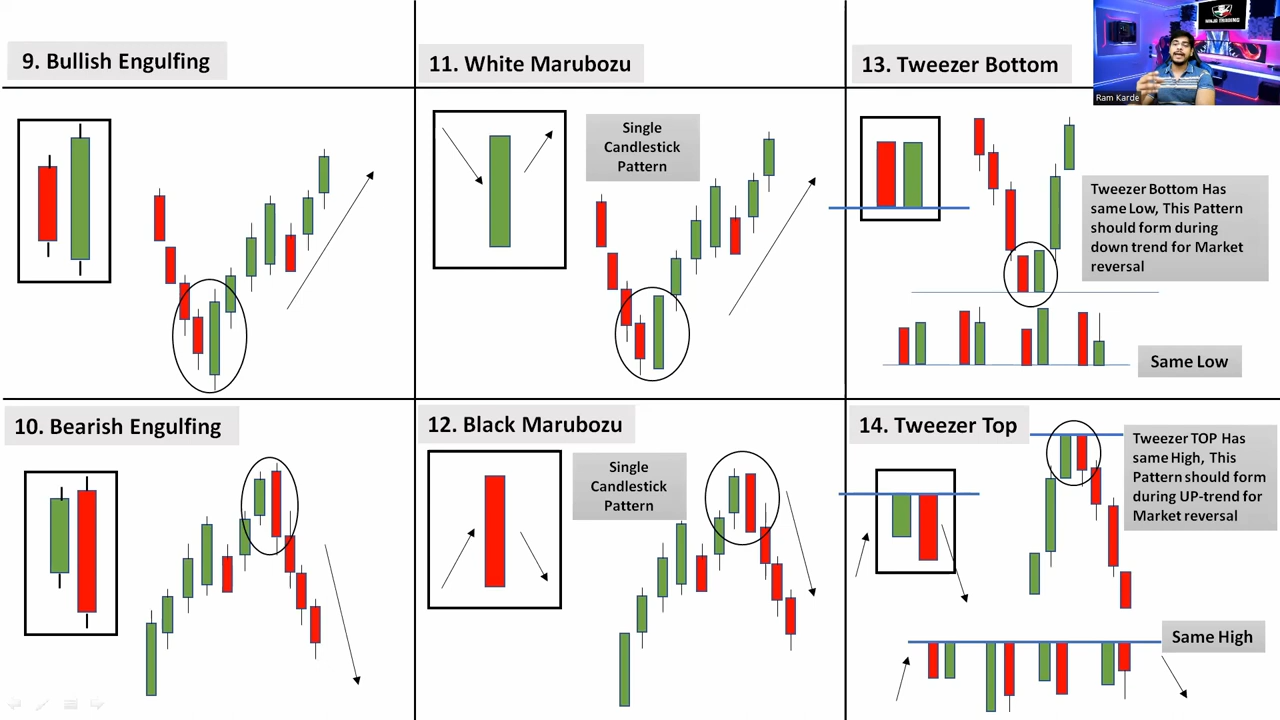 9. Bullish Engulfing
11. White Marubozu
Single
Candlestick
Pattern
13. Tweezer Bottom
NINJA TRADING
Ram Karde
Tweezer Bottom Has
same Low, This Pattern
should form during
down trend for Market
reversal
Same Low
10. Bearish Engulfing
12. Black Marubozu
Single
Candlestick
Pattern
14. Tweezer Top
Tweezer TOP Has
same High, This
Pattern should form
during UP-trend for
Market reversal
Same High